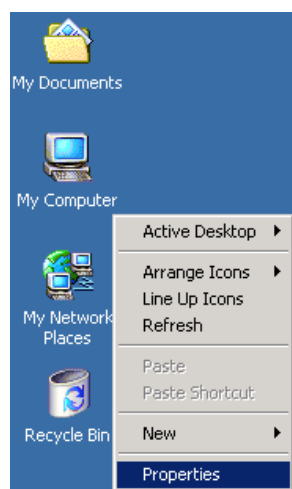 My Documents
My Computer
My Network
Places
Recycle Bin
Active Desktop
Arrange Icons
Line Up Icons
Refresh
Paste
Paste Shortcut
New
Properties